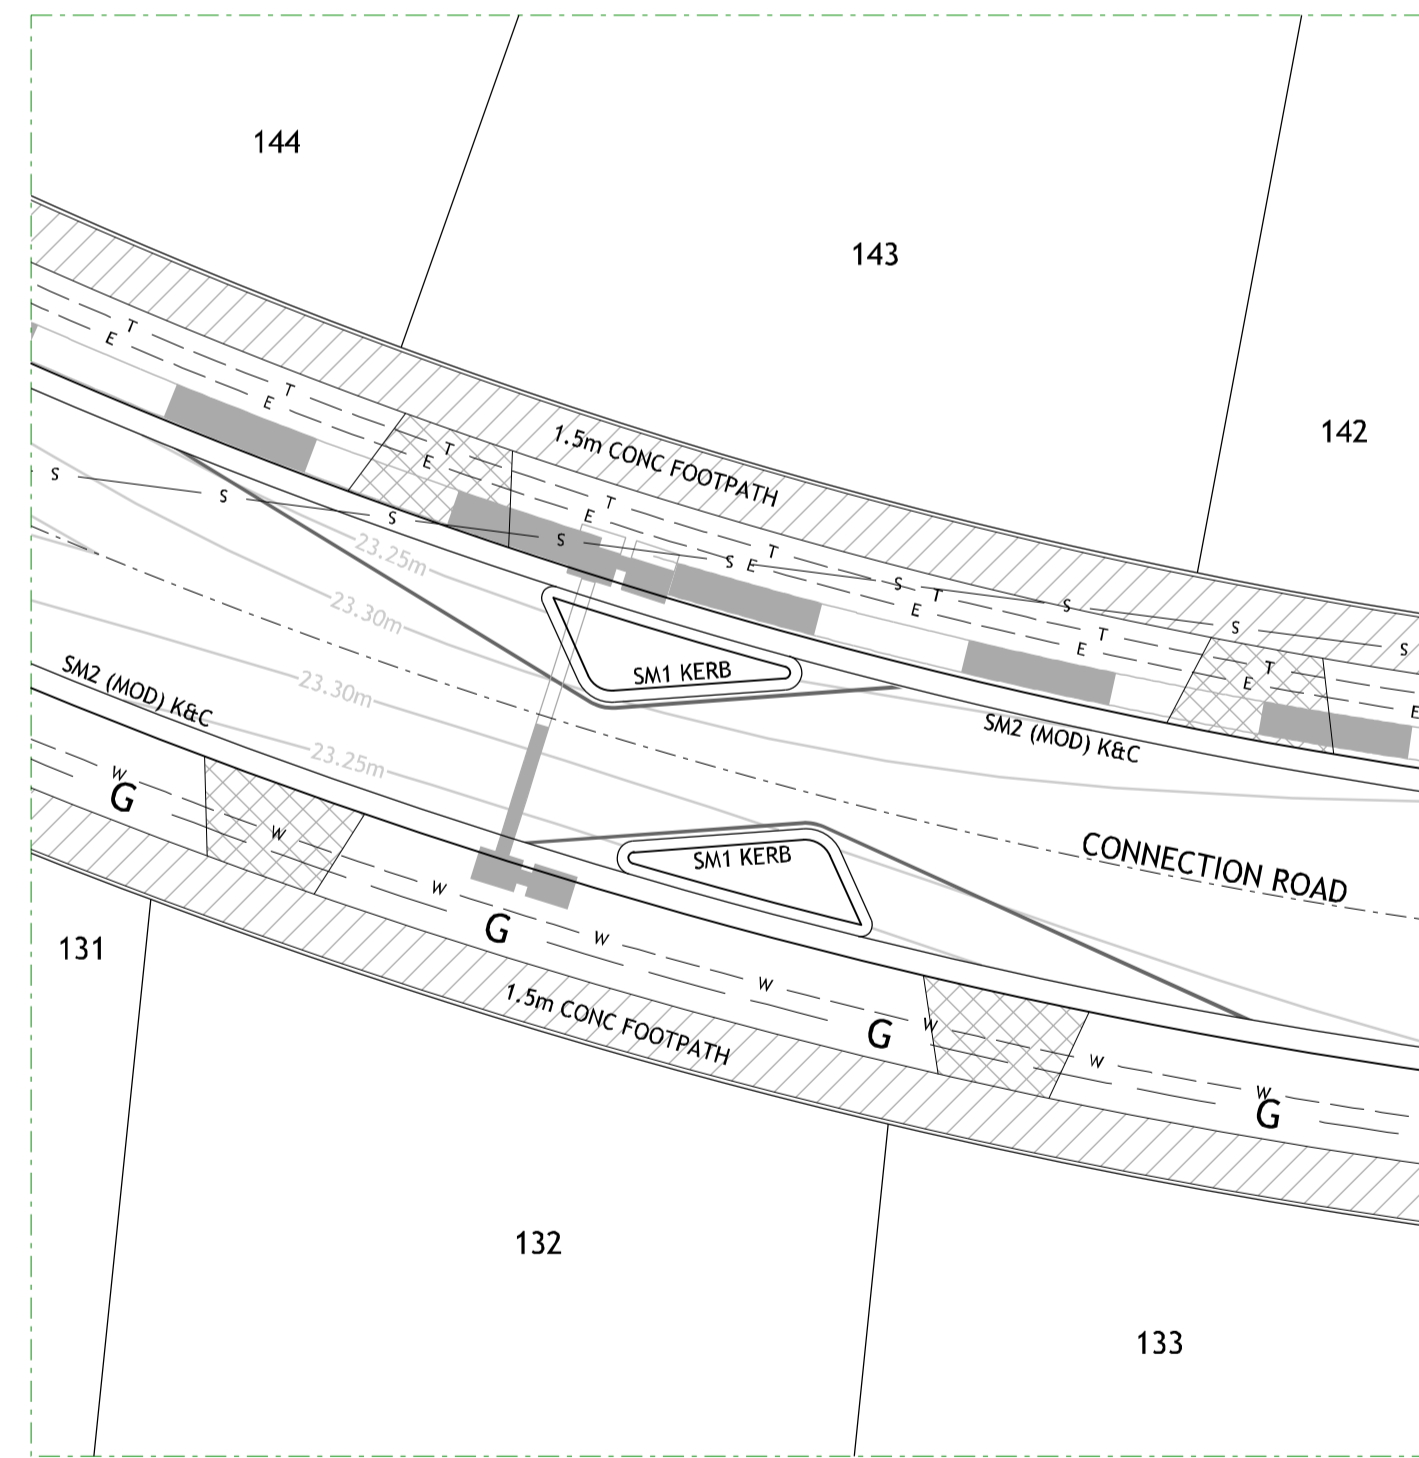 144
143
142
T
E
T
E
T
E
1.5m CONC FOOTPATH
S
S
S
S
T
E
T
S E
S
T
E
S
T
E
S
S
T
E
E
23.25m
23.30m
23.30m
23.25m
SM1 KERB
SM2 (MOD) K&C
SM2 (MOD) K&C
SM1 KERB
CONNECTION ROAD
W
G
W
W
G
W
W
G
W
W
W
G
1.5m CONC FOOTPATH
131
132
133